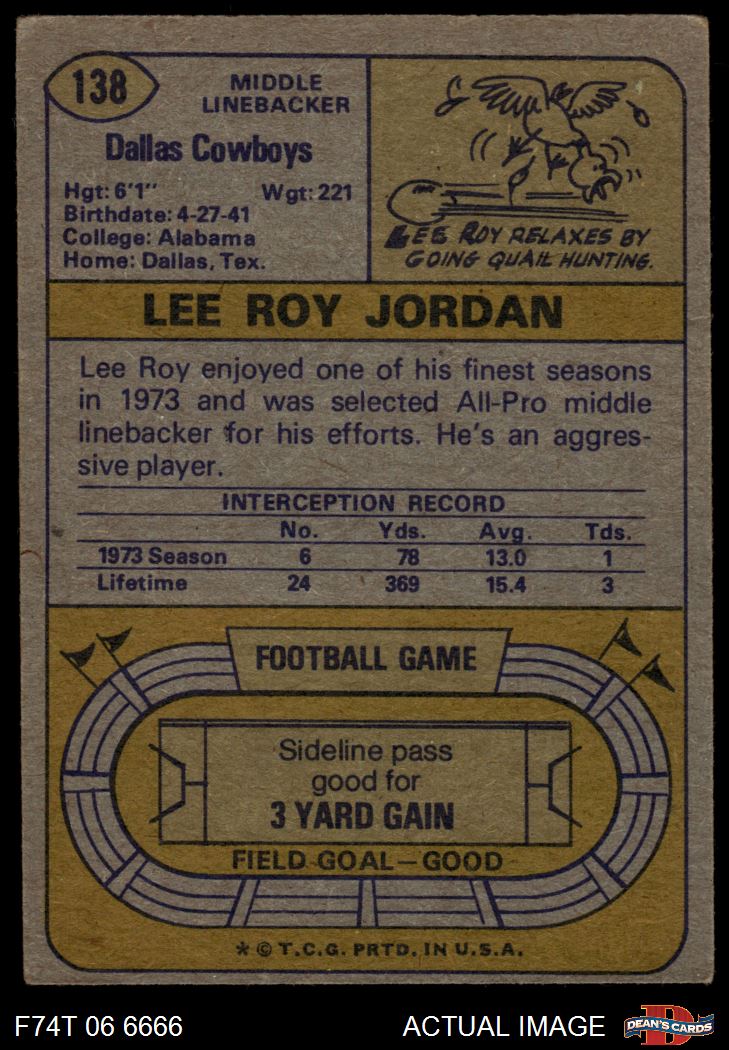 138
MIDDLE
LINEBACKER
Dallas Cowboys
Hgt: 6'1" Wgt: 221
Birthdate: 4-27-41
College: Alabama
Home: Dallas, Tex.
LEE ROY RELAXES BY
GOING QUAIL HUNTING.
LEE ROY JORDAN
Lee Roy enjoyed one of his finest seasons
in 1973 and was selected All-Pro middle
linebacker for his efforts. He's an aggres-
sive player.
INTERCEPTION RECORD
No. Yds. Avg. Tds.
1973 Season 6 78 13.0 1
Lifetime 24 369 15.4 3
FOOTBALL GAME
Sideline pass
good for
3 YARD GAIN
FIELD GOAL—GOOD
* © T.C.G. PRTD. IN U.S.A.
F74T 06 6666 ACTUAL IMAGE
D
DEAN'S CARDS